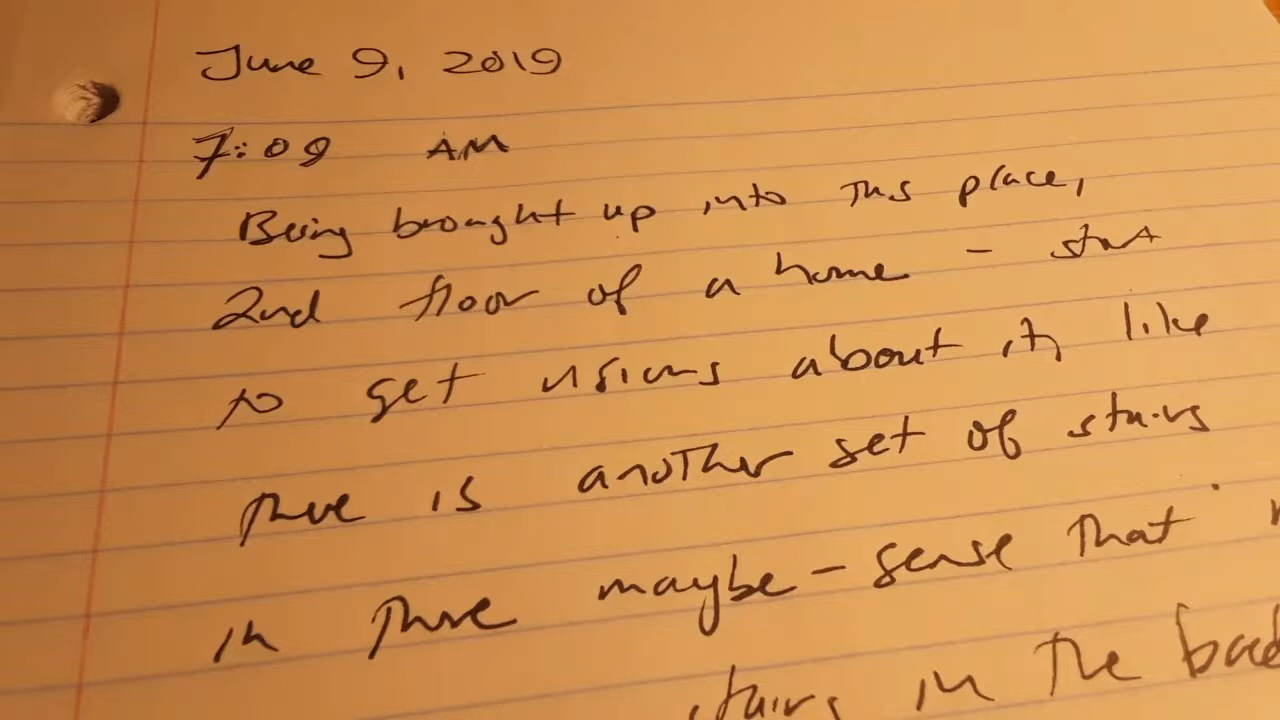 June 9, 2019
7:09 AM
Being brought up into this place,
2nd floor of a home - start
to get visions about it, like
there is another set of stairs
in there maybe - sense that
stairs in the back